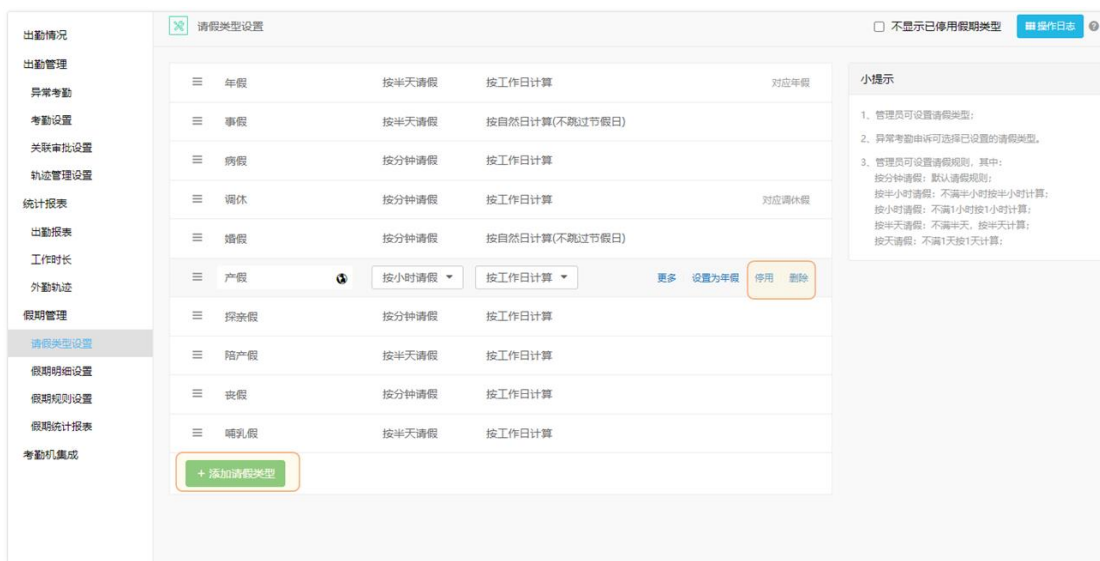 出勤情况
出勤管理
异常考勤
考勤设置
关联审批设置
轨迹管理设置
统计报表
出勤报表
工作时长
外勤轨迹
假期管理
请假类型设置
假期明细设置
假期规则设置
假期统计报表
考勤机集成
请假类型设置
不显示已停用假期类型 操作日志
年假 按半天请假 按工作日计算 对应年假
事假 按半天请假 按自然日计算(不跳过节假日)
病假 按分钟请假 按工作日计算
调休 按分钟请假 按工作日计算 对应调休假
婚假 按分钟请假 按自然日计算(不跳过节假日)
产假 按小时请假 按工作日计算 更多 设置为年假 停用 删除
探亲假 按分钟请假 按工作日计算
陪产假 按半天请假 按工作日计算
丧假 按分钟请假 按工作日计算
哺乳假 按半天请假 按工作日计算
+ 添加请假类型
小提示
1、管理员可设置请假类型;
2、异常考勤申诉可选择已设置的请假类型。
3、管理员可设置请假规则，其中:
按分钟请假: 默认请假规则;
按半小时请假: 不满半小时按半小时计算;
按小时请假: 不满1小时按1小时计算;
按半天请假: 不满半天，按半天计算;
按天请假: 不满1天按1天计算;